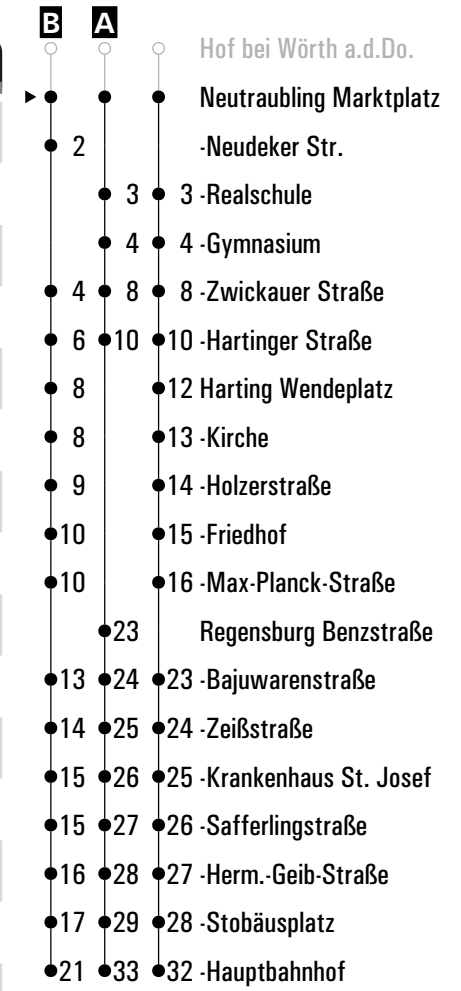 B A
Hof bei Wörth a.d.Do.
Neutraubling Marktplatz
2 -Neudeker Str.
3 3 -Realschule
4 4 -Gymnasium
4 8 8 -Zwickauer Straße
6 10 10 -Hartinger Straße
8 12 Harting Wendeplatz
8 13 -Kirche
9 14 -Holzerstraße
10 15 -Friedhof
10 16 -Max-Planck-Straße
23 Regensburg Benzstraße
13 24 23 -Bajuwarenstraße
14 25 24 -Zeißstraße
15 26 25 -Krankenhaus St. Josef
15 27 26 -Safferlingstraße
16 28 27 -Herm.-Geib-Straße
17 29 28 -Stobäusplatz
21 33 32 -Hauptbahnhof